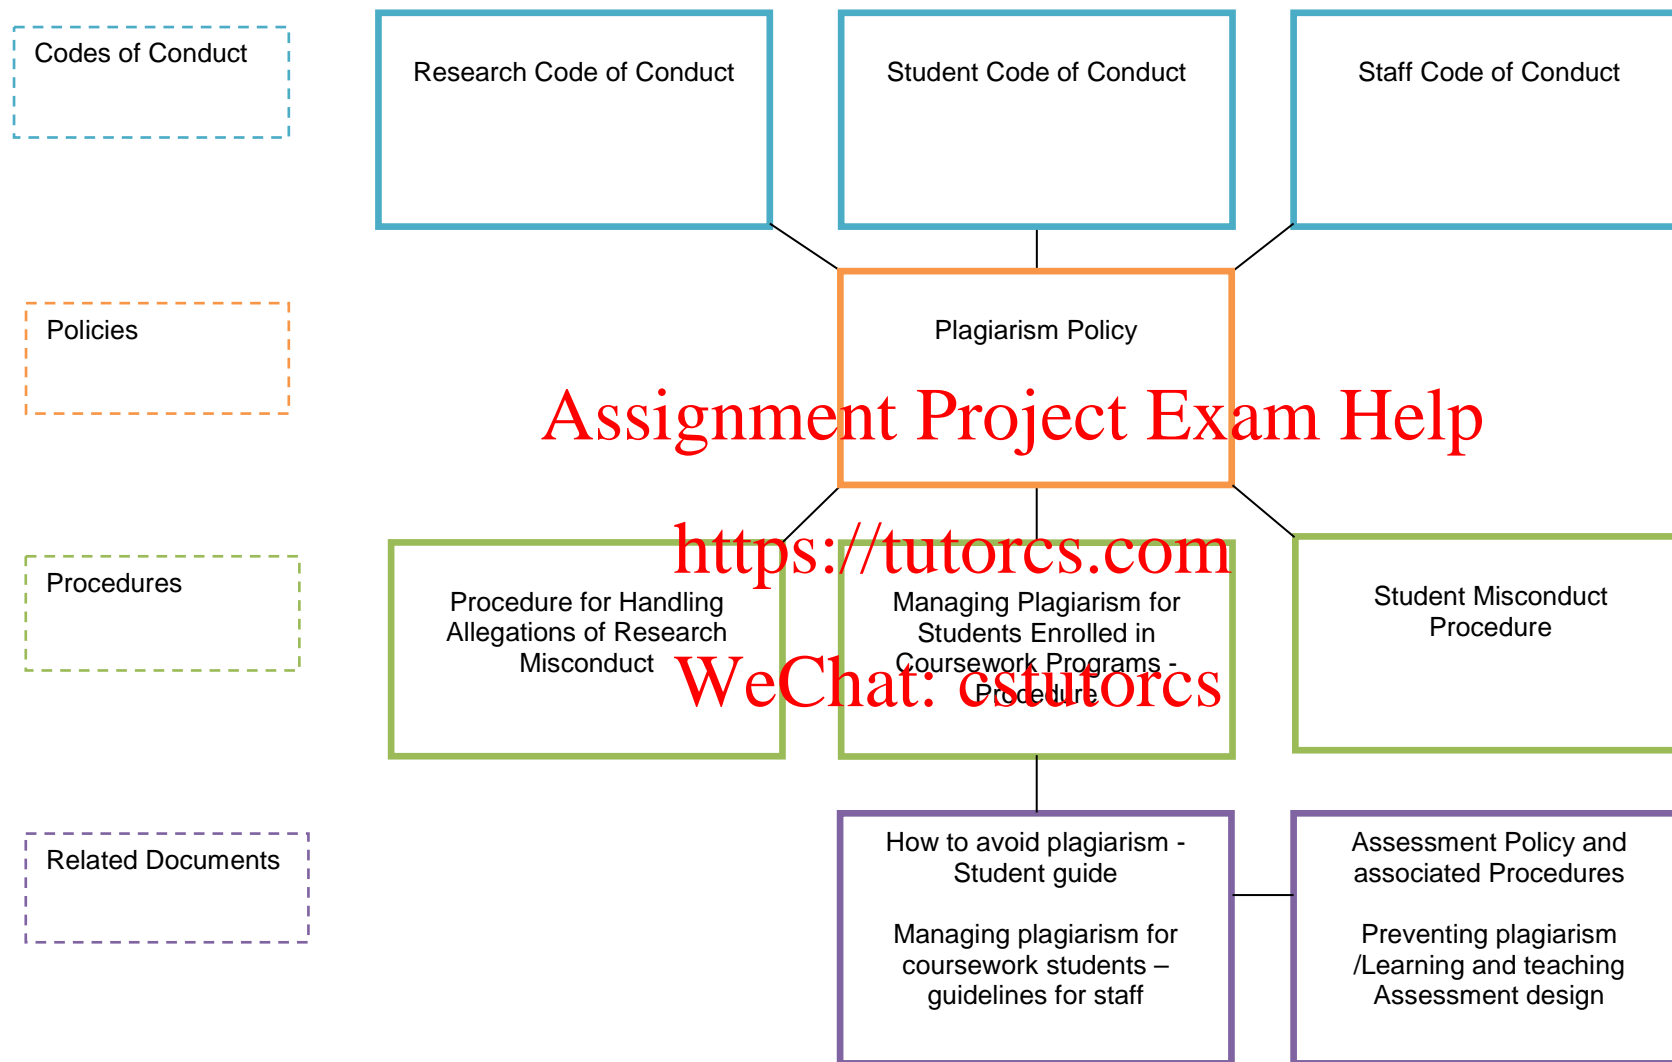 Codes of Conduct
Research Code of Conduct
Student Code of Conduct
Staff Code of Conduct
Policies
Plagiarism Policy
Assignment Project Exam Help
https://tutorcs.com
Procedures
Procedure for Handling
Allegations of Research
Misconduct
Managing Plagiarism for
Students Enrolled in
Coursework Programs -
Procedure
Student Misconduct
Procedure
WeChat: cstutorcs
Related Documents
How to avoid plagiarism -
Student guide
Managing plagiarism for
coursework students –
guidelines for staff
Assessment Policy and
associated Procedures
Preventing plagiarism
/Learning and teaching
Assessment design